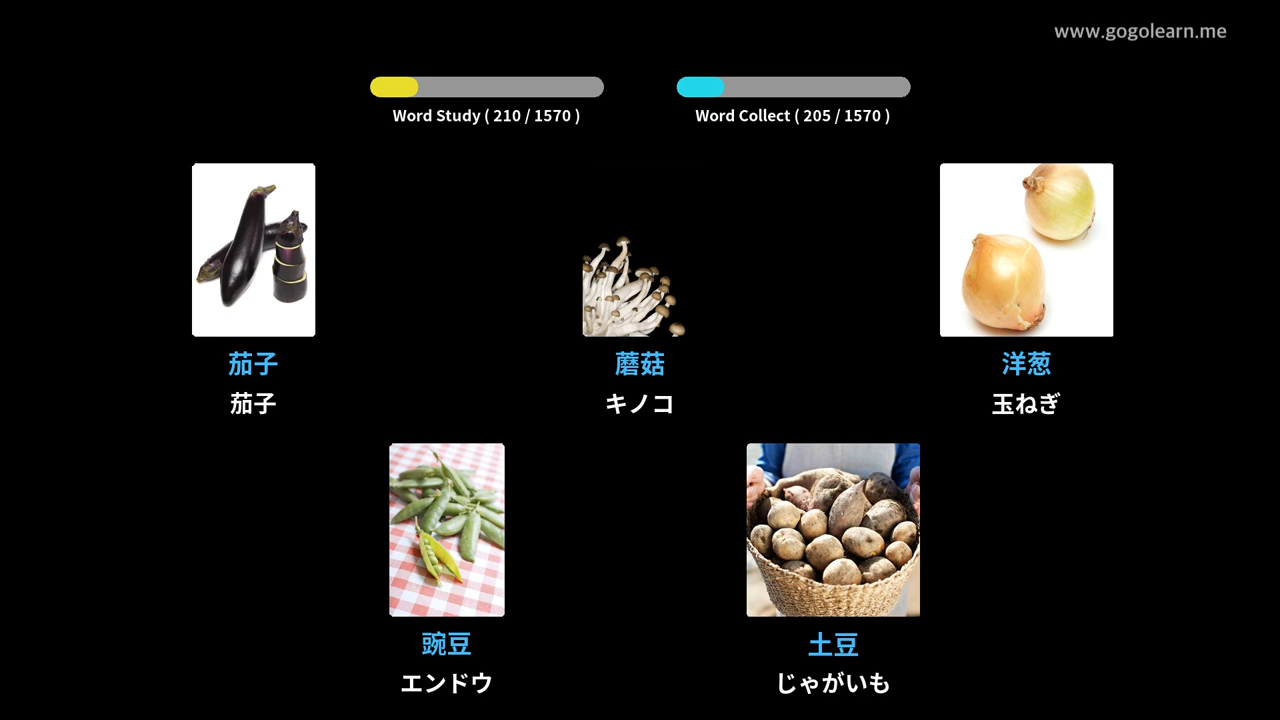 www.gogolearn.me
Word Study ( 210 / 1570 )
Word Collect ( 205 / 1570 )
茄子
茄子
蘑菇
キノコ
洋葱
玉ねぎ
豌豆
エンドウ
土豆
じゃがいも